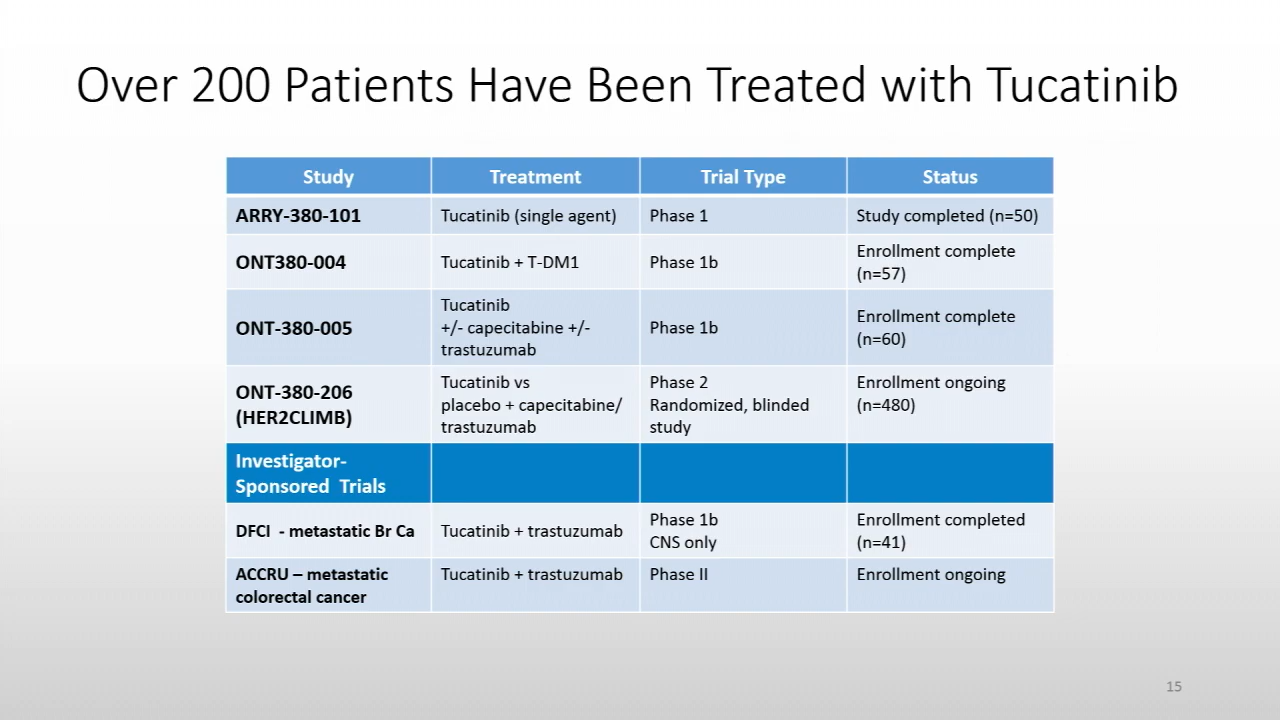 Over 200 Patients Have Been Treated with Tucatinib
Study
Treatment
Trial Type
Status
ARRY-380-101
Tucatinib (single agent)
Phase 1
Study completed (n=50)
ONT380-004
Tucatinib + T-DM1
Phase 1b
Enrollment complete
(n=57)
ONT-380-005
Tucatinib
+/- capecitabine +/-
trastuzumab
Phase 1b
Enrollment complete
(n=60)
ONT-380-206
(HER2CLIMB)
Tucatinib vs
placebo + capecitabine/
trastuzumab
Phase 2
Randomized, blinded
study
Enrollment ongoing
(n=480)
Investigator-
Sponsored Trials
DFCI - metastatic Br Ca
Tucatinib + trastuzumab
Phase 1b
CNS only
Enrollment completed
(n=41)
ACCRU – metastatic
colorectal cancer
Tucatinib + trastuzumab
Phase II
Enrollment ongoing
15